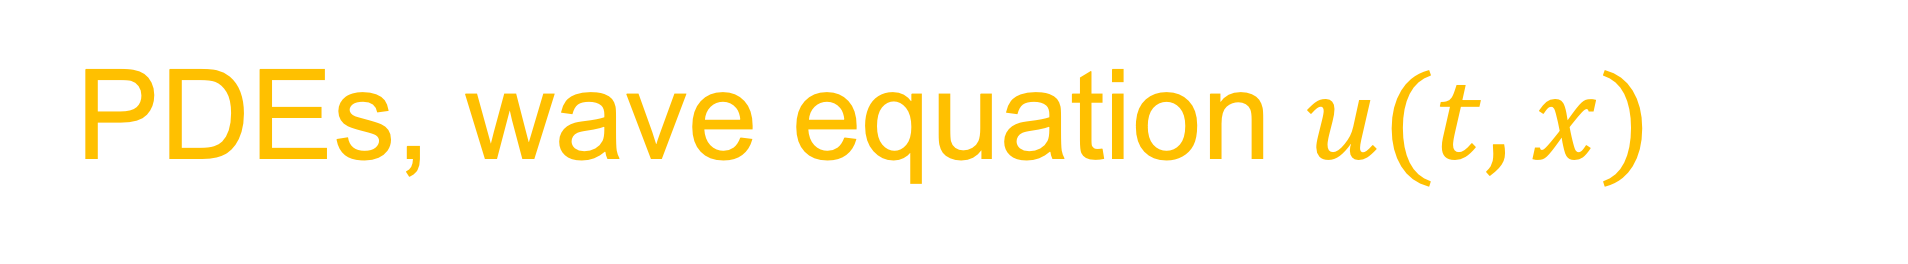 PDEs, wave equation 𝑢(𝑡, 𝑥)